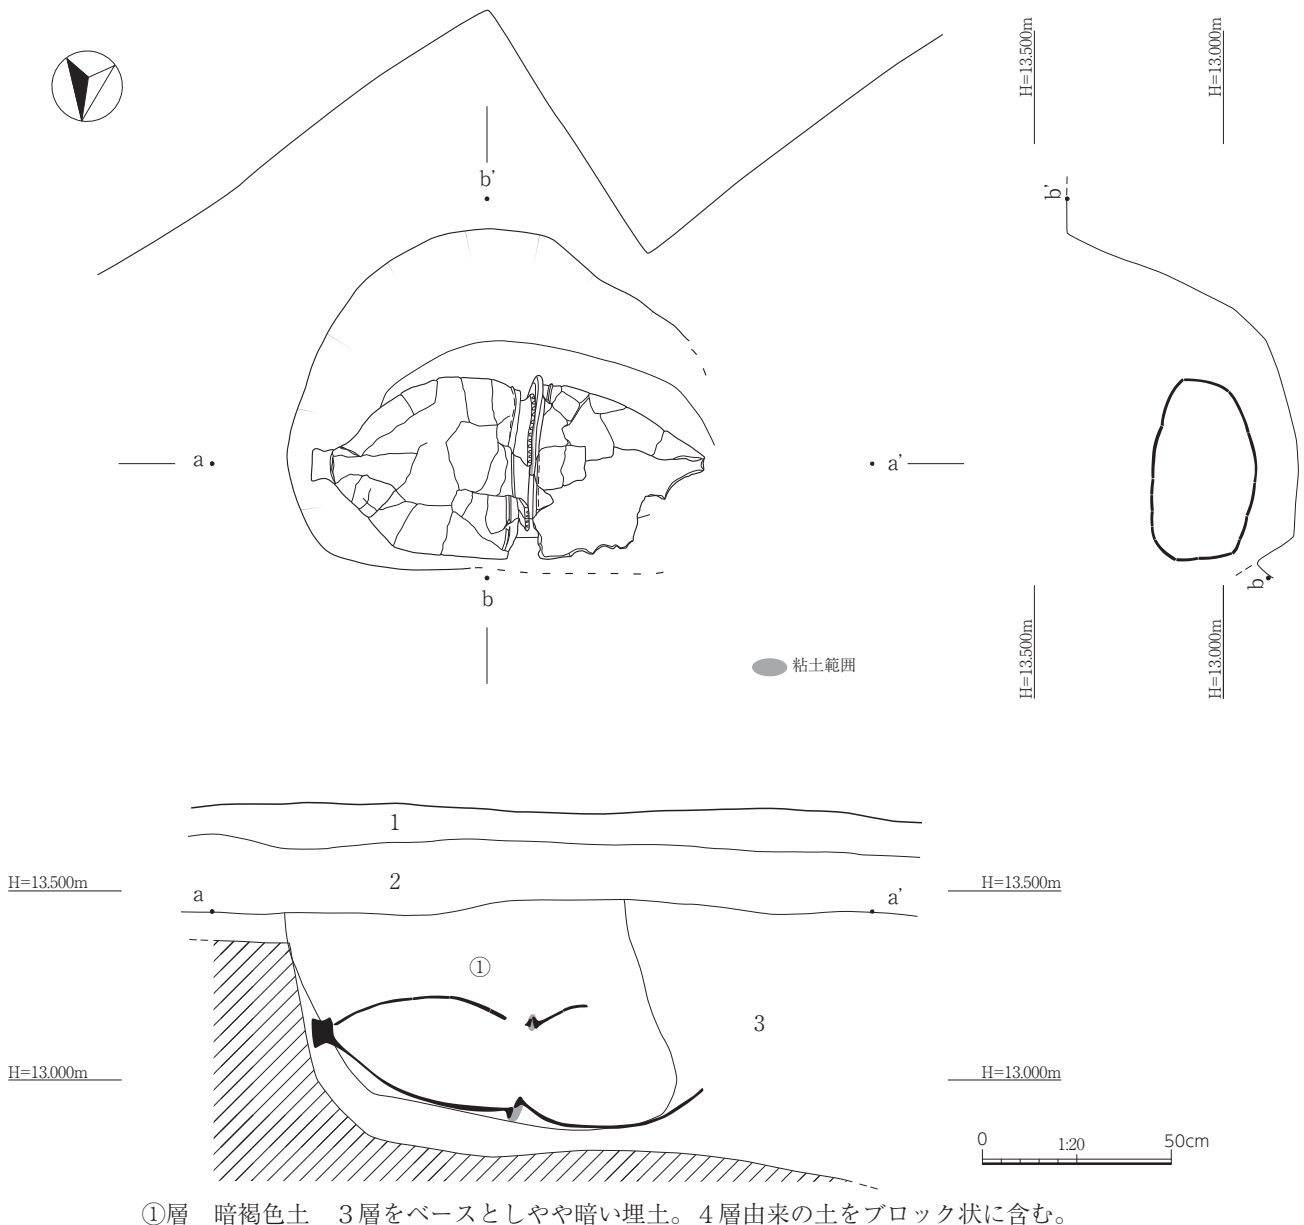 H=13.500m
H=13.000m
b’
b’
a
a’
b
b
H=13.500m
H=13.000m
粘土範囲
1
2
H=13.500m
a
a’
H=13.500m
①
3
H=13.000m
H=13.000m
0
1:20
50cm
①層　暗褐色土　３層をベースとしやや暗い埋土。４層由来の土をブロック状に含む。